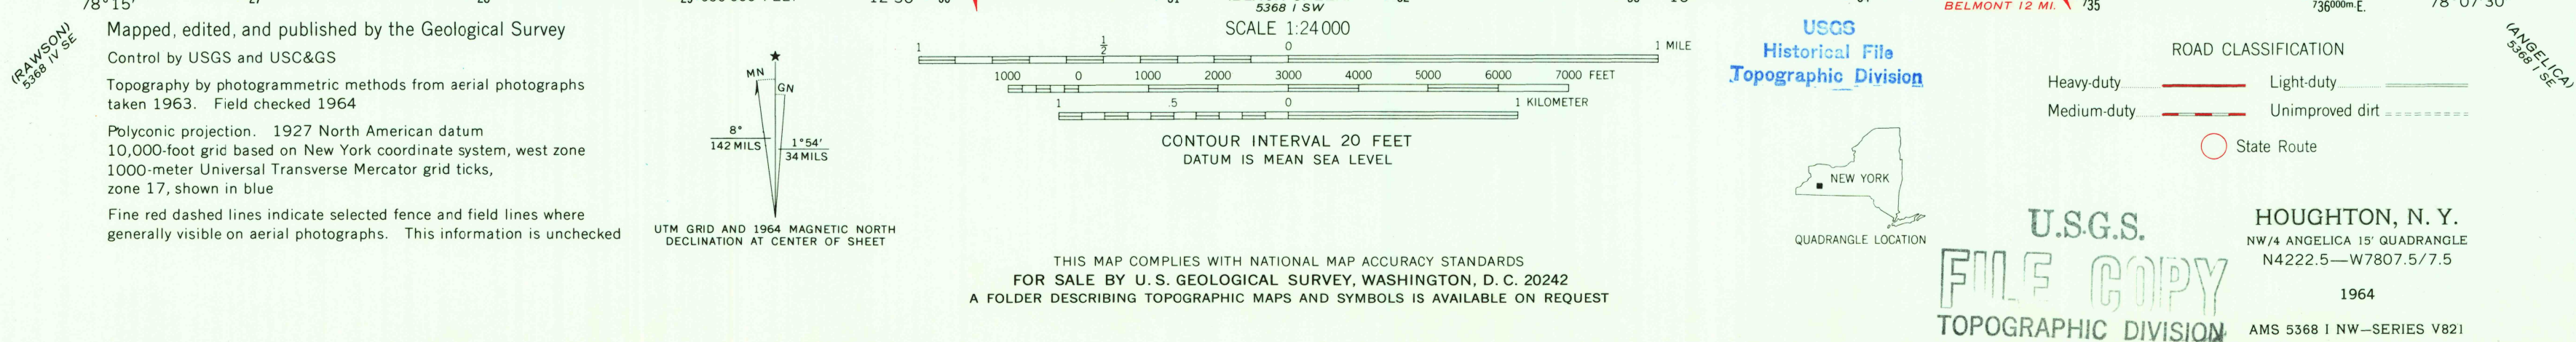 78°15′
12′30″
5368 I SW
BELMONT 12 MI.
735
736000m.E.
78°07′30″
(RAWSON)
5368 IV SE
Mapped, edited, and published by the Geological Survey
Control by USGS and USC&GS
Topography by photogrammetric methods from aerial photographs
taken 1963. Field checked 1964
Polyconic projection. 1927 North American datum
10,000-foot grid based on New York coordinate system, west zone
1000-meter Universal Transverse Mercator grid ticks,
zone 17, shown in blue
Fine red dashed lines indicate selected fence and field lines where
generally visible on aerial photographs. This information is unchecked
★
MN
GN
8°
142 MILS
1°54′
34 MILS
UTM GRID AND 1964 MAGNETIC NORTH
DECLINATION AT CENTER OF SHEET
SCALE 1:24 000
1 ½ 0 1 MILE
1000 0 1000 2000 3000 4000 5000 6000 7000 FEET
1 .5 0 1 KILOMETER
CONTOUR INTERVAL 20 FEET
DATUM IS MEAN SEA LEVEL
THIS MAP COMPLIES WITH NATIONAL MAP ACCURACY STANDARDS
FOR SALE BY U. S. GEOLOGICAL SURVEY, WASHINGTON, D. C. 20242
A FOLDER DESCRIBING TOPOGRAPHIC MAPS AND SYMBOLS IS AVAILABLE ON REQUEST
USGS
Historical File
Topographic Division
NEW YORK
QUADRANGLE LOCATION
ROAD CLASSIFICATION
Heavy-duty Light-duty
Medium-duty Unimproved dirt
State Route
(ANGELICA)
5368 I SE
U.S.G.S.
FILE COPY
TOPOGRAPHIC DIVISION
HOUGHTON, N. Y.
NW/4 ANGELICA 15′ QUADRANGLE
N4222.5—W7807.5/7.5
1964
AMS 5368 I NW—SERIES V821